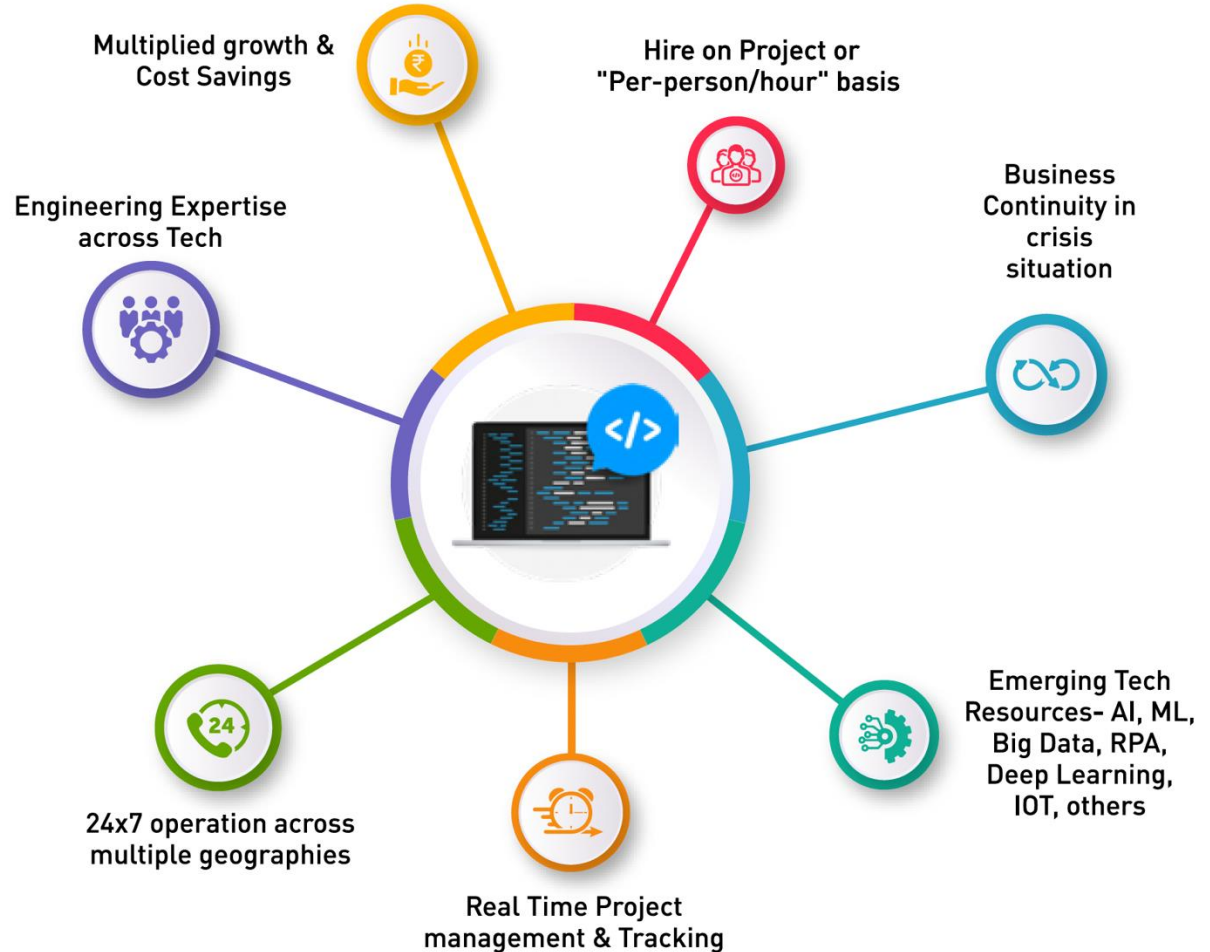 Multiplied growth &
Cost Savings
₹
Hire on Project or
"Per-person/hour" basis
</>
Business
Continuity in
crisis
situation
Engineering Expertise
across Tech
</>
Emerging Tech
Resources- AI, ML,
Big Data, RPA,
Deep Learning,
IOT, others
24
24x7 operation across
multiple geographies
Real Time Project
management & Tracking